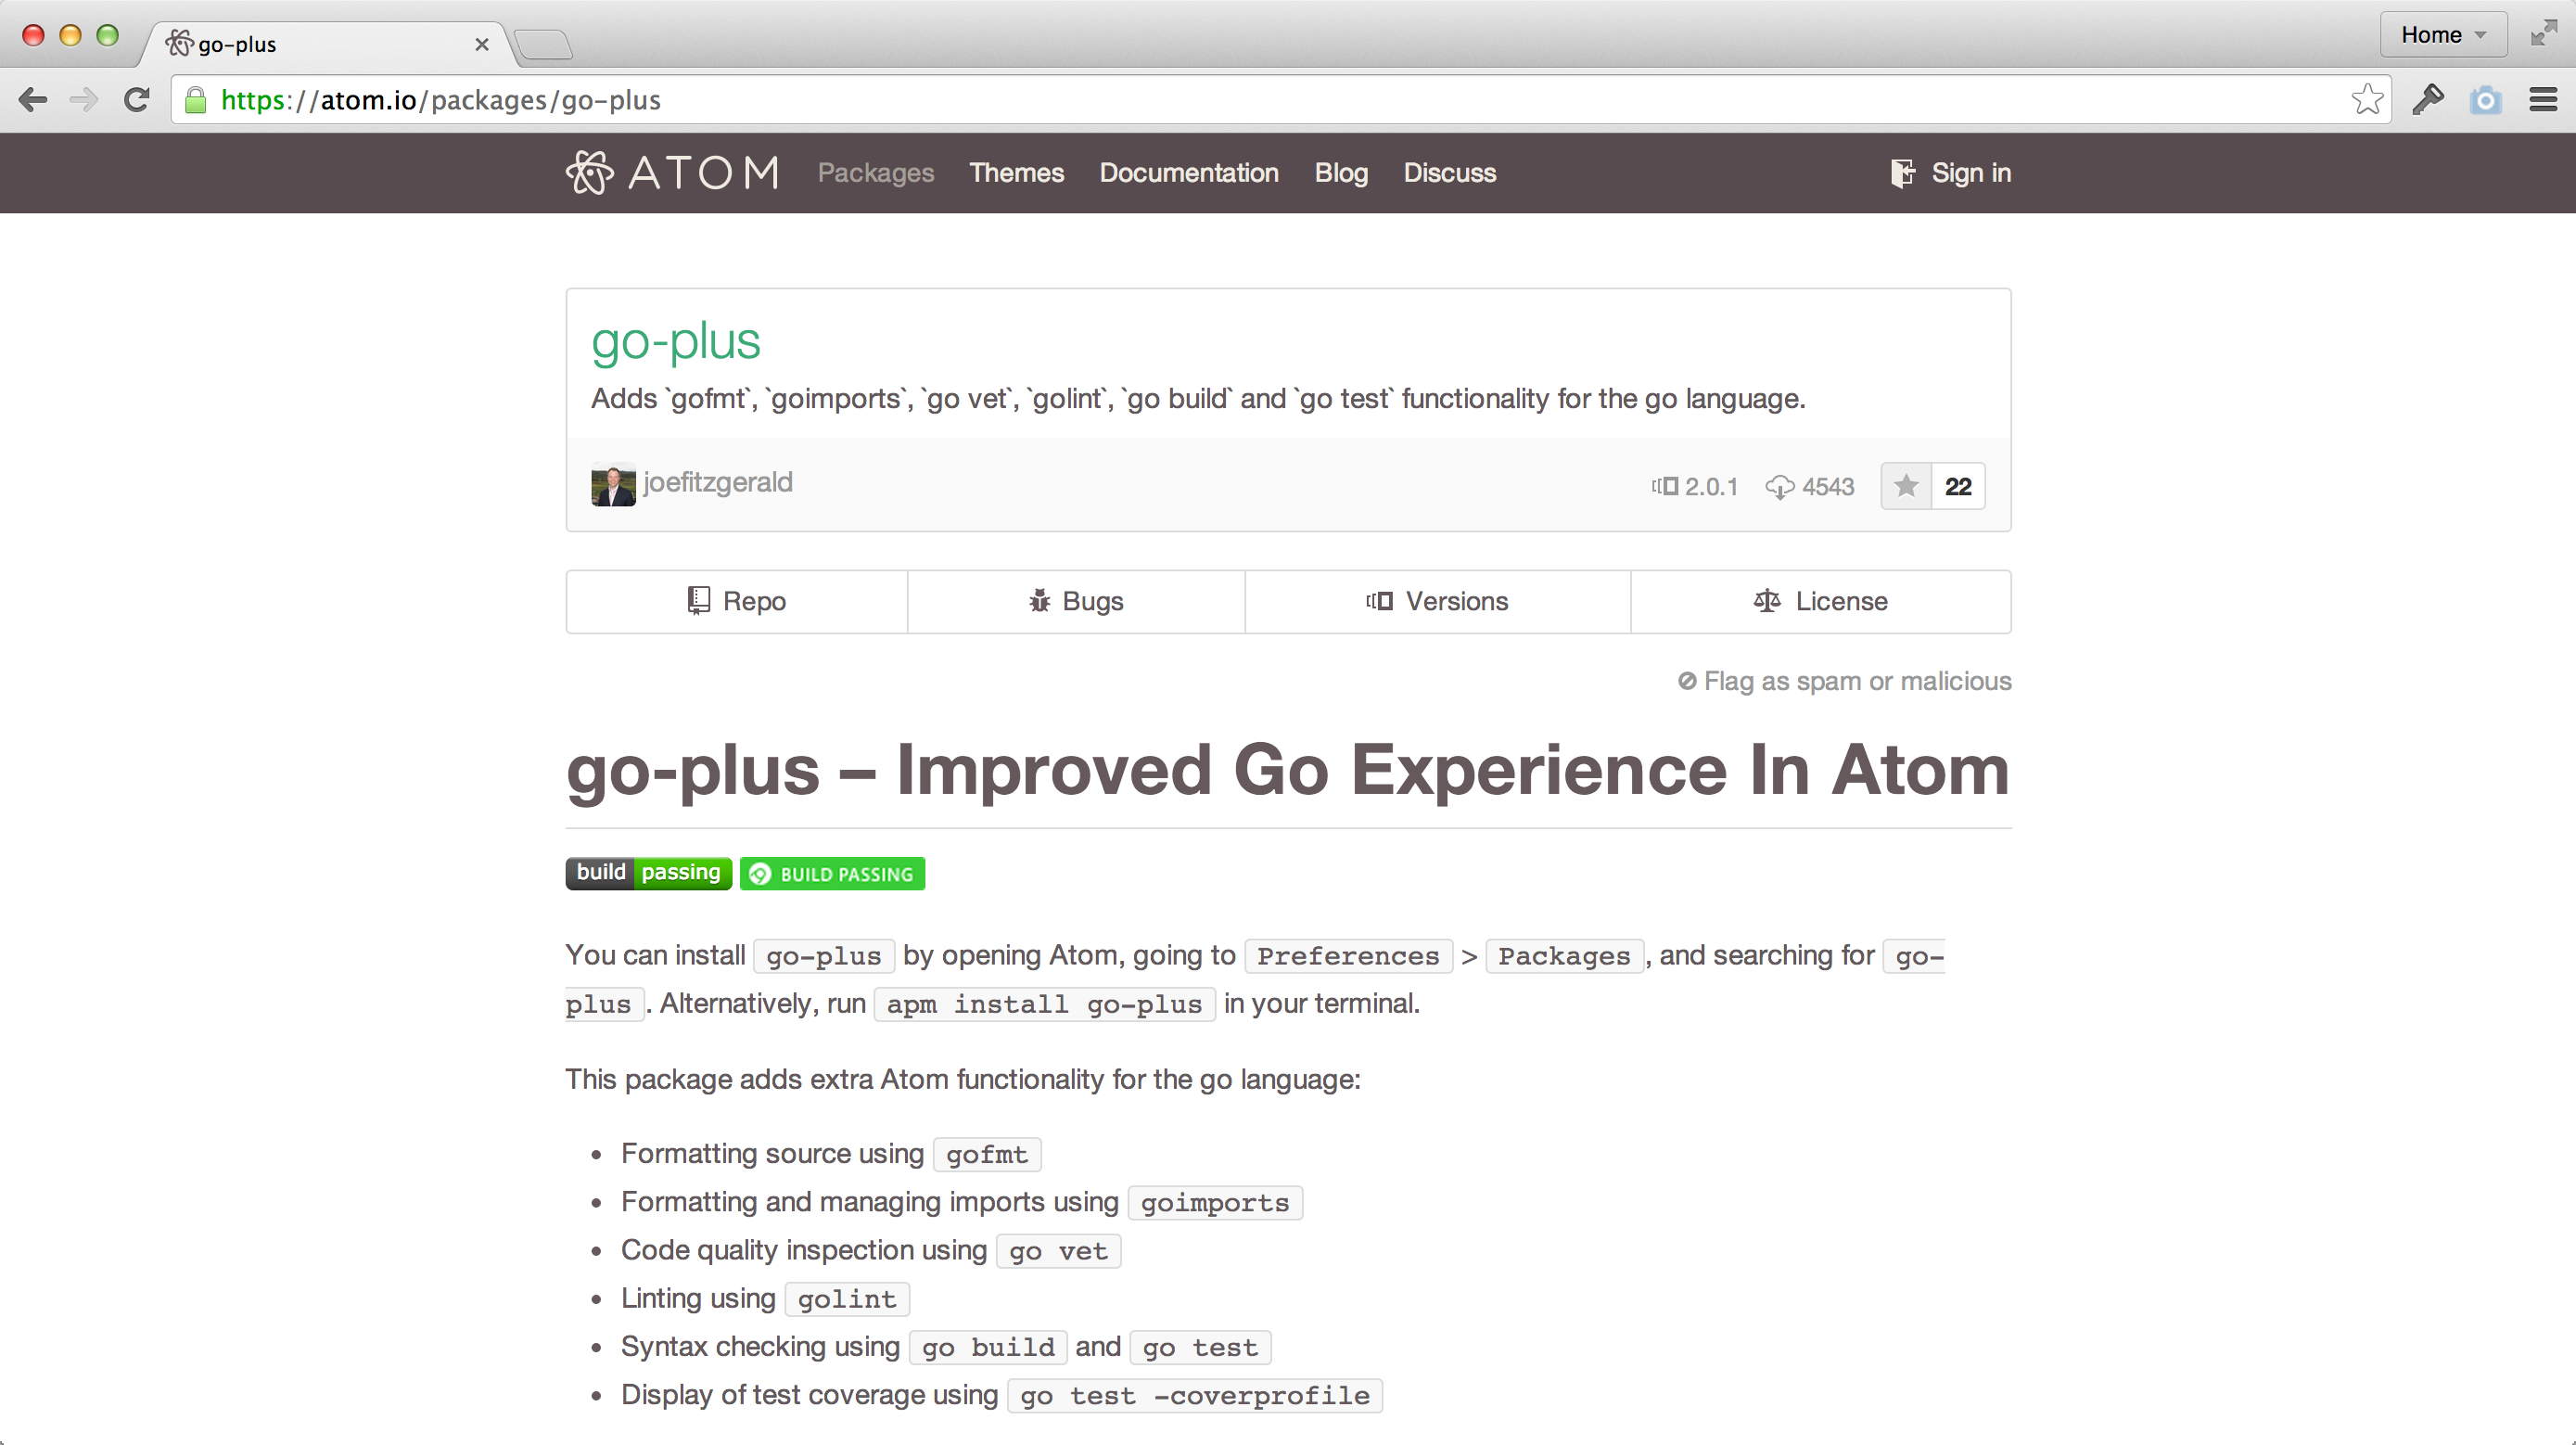 go-plus
Home
https://atom.io/packages/go-plus
ATOM Packages Themes Documentation Blog Discuss Sign in
go-plus
Adds `gofmt`, `goimports`, `go vet`, `golint`, `go build` and `go test` functionality for the go language.
joefitzgerald 2.0.1 4543 22
Repo Bugs Versions License
Flag as spam or malicious
go-plus – Improved Go Experience In Atom
build passing BUILD PASSING
You can install go-plus by opening Atom, going to Preferences > Packages , and searching for go-
plus . Alternatively, run apm install go-plus in your terminal.
This package adds extra Atom functionality for the go language:
• Formatting source using gofmt
• Formatting and managing imports using goimports
• Code quality inspection using go vet
• Linting using golint
• Syntax checking using go build and go test
• Display of test coverage using go test -coverprofile